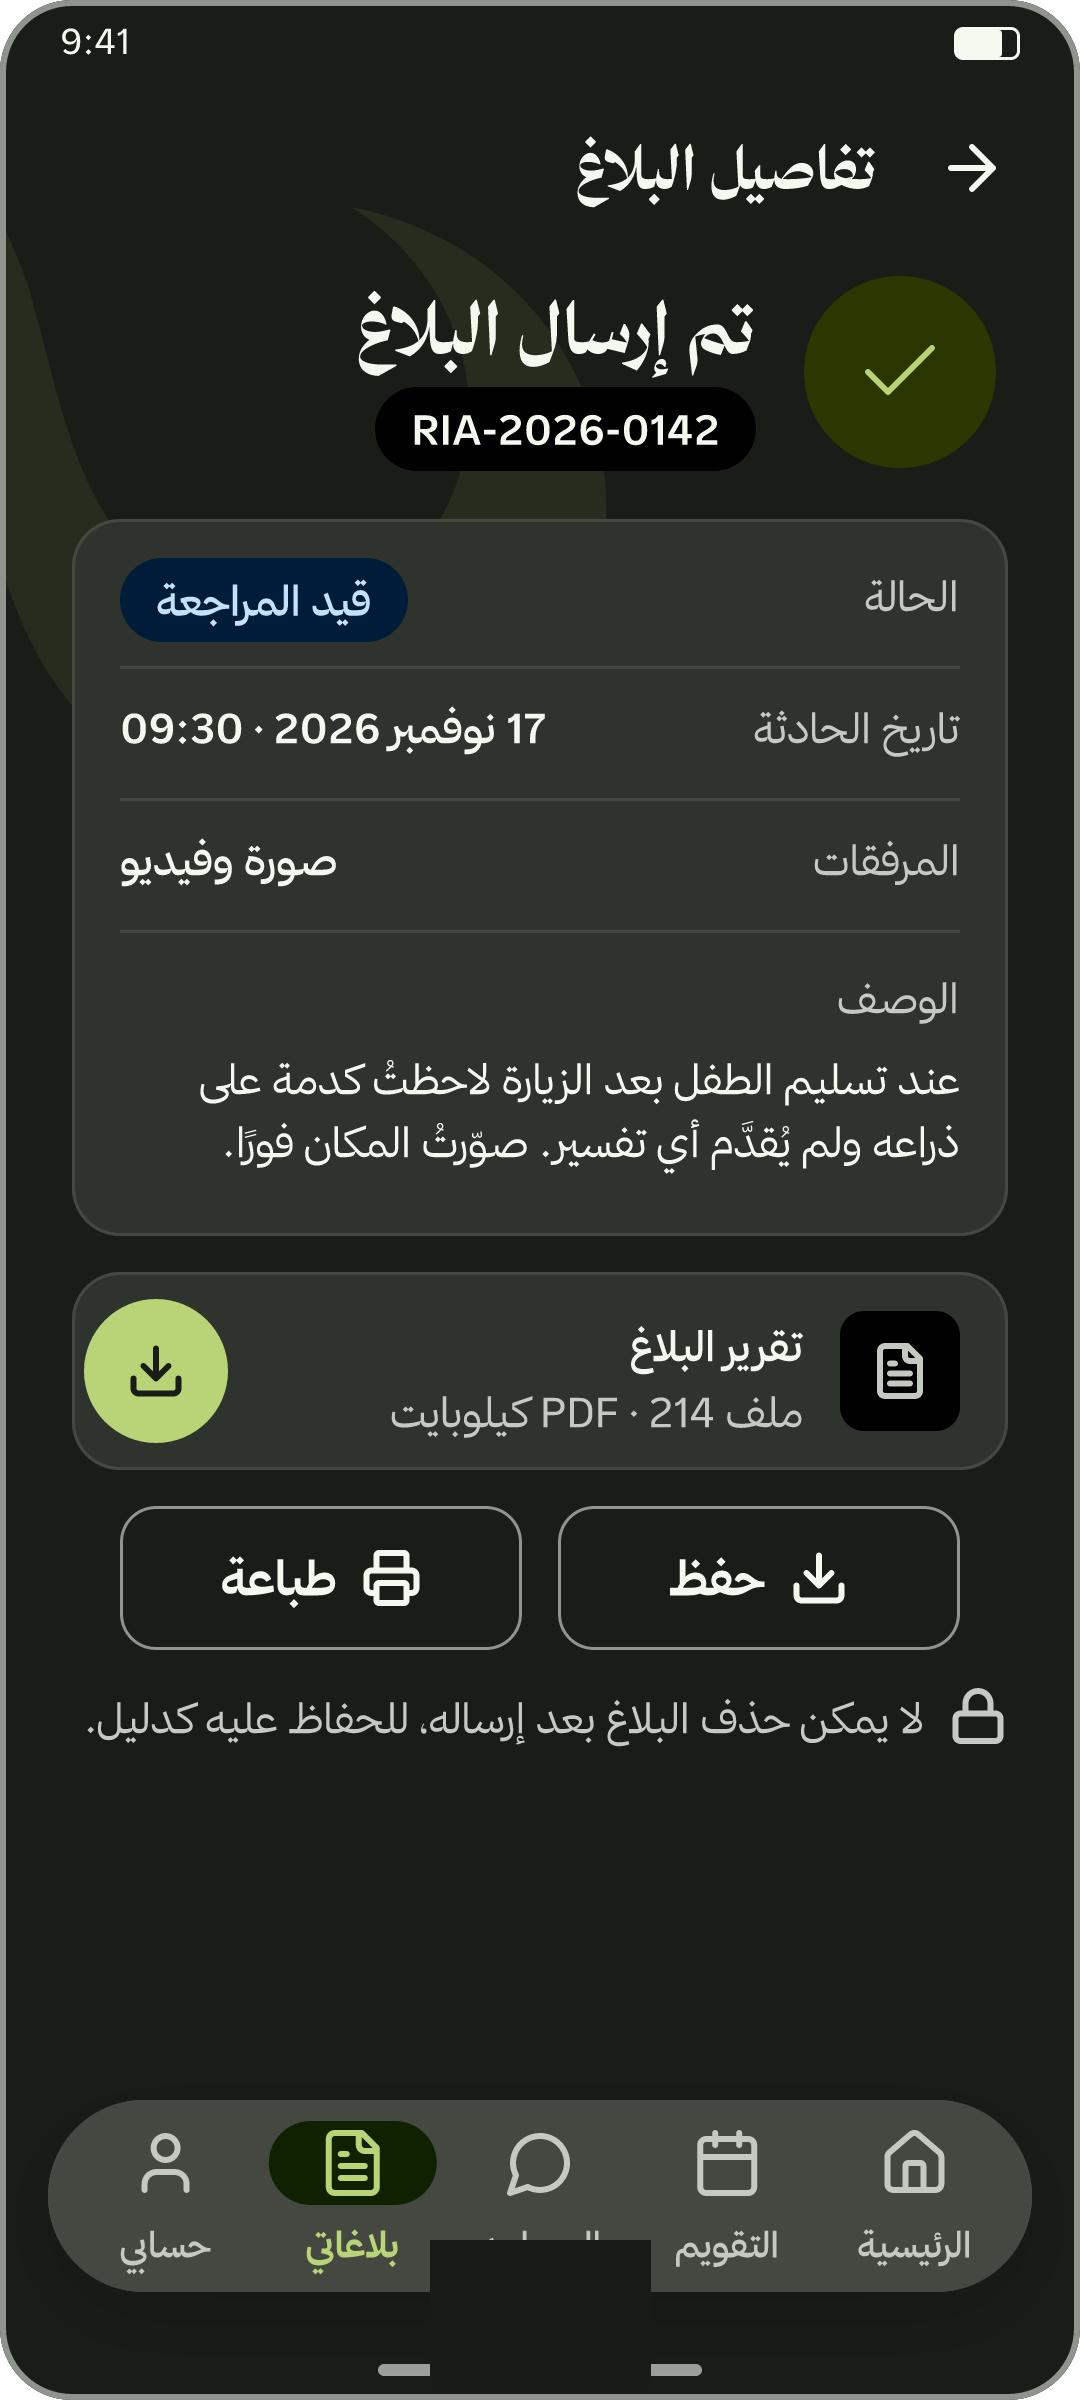 9:41
تفاصيل البلاغ
تم إرسال البلاغ
RIA-2026-0142
الحالة
قيد المراجعة
تاريخ الحادثة
17 نوفمبر 2026 · 09:30
المرفقات
صورة وفيديو
الوصف
عند تسليم الطفل بعد الزيارة لاحظتُ كدمة على
ذراعه ولم يُقدَّم أي تفسير. صوّرتُ المكان فورًا.
تقرير البلاغ
ملف PDF · 214 كيلوبايت
حفظ
طباعة
لا يمكن حذف البلاغ بعد إرساله، للحفاظ عليه كدليل.
الرئيسية
التقويم
بلاغاتي
حسابي